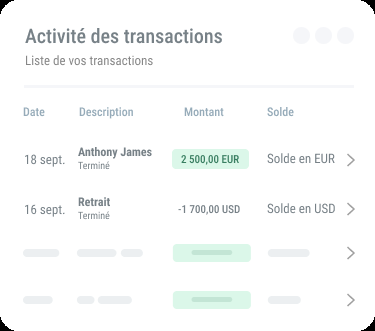 Activité des transactions
Liste de vos transactions
Date Description Montant Solde
18 sept. Anthony James 2 500,00 EUR Solde en EUR
Terminé
16 sept. Retrait -1 700,00 USD Solde en USD
Terminé